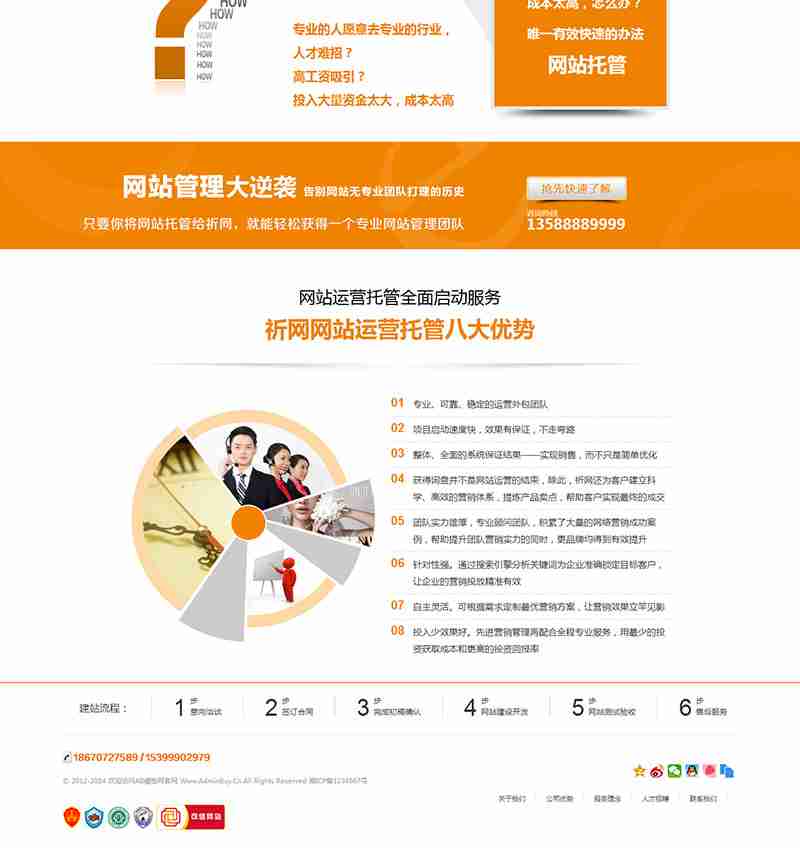 HOW
HOW
HOW
HOW
HOW
HOW
HOW
HOW
专业的人愿意去专业的行业，
人才难招？
高工资吸引？
投入大量资金太大，成本太高
成本太高，怎么办？
唯一有效快速的办法
网站托管
网站管理大逆袭 告别网站无专业团队打理的历史
只要你将网站托管给祈网，就能轻松获得一个专业网站管理团队
抢先快速了解
咨询热线
13588889999
网站运营托管全面启动服务
祈网网站运营托管八大优势
01 专业、可靠、稳定的运营外包团队
02 项目启动速度快，效果有保证，不走弯路
03 整体、全面的系统保证结果——实现销售，而不只是简单优化
04 获得询盘并不是网站运营的结束，除此，祈网还为客户建立科
学、高效的营销体系，提炼产品卖点，帮助客户实现最终的成交
05 团队实力雄厚，专业顾问团队，积累了大量的网络营销成功案
例，帮助提升团队营销实力的同时，更品牌均得到有效提升
06 针对性强。通过搜索引擎分析关键词为企业准确锁定目标客户，
让企业的营销投放精准有效
07 自主灵活。可根据需求定制最优营销方案，让营销效果立竿见影
08 投入少效果好。先进营销管理再配合全程专业服务，用最少的投
资获取成本和更高的投资回报率
建站流程：
1 步 意向洽谈
2 步 签订合同
3 步 完成初稿确认
4 步 网站建设开发
5 步 网站测试验收
6 步 售后服务
18670727589 / 15399902979
© 2012-2014 Www.Adminbuy.Cn All Rights Reserved 湘ICP备1234567号
关于我们
公司优势
服务理念
人才招聘
联系我们
诚信网站